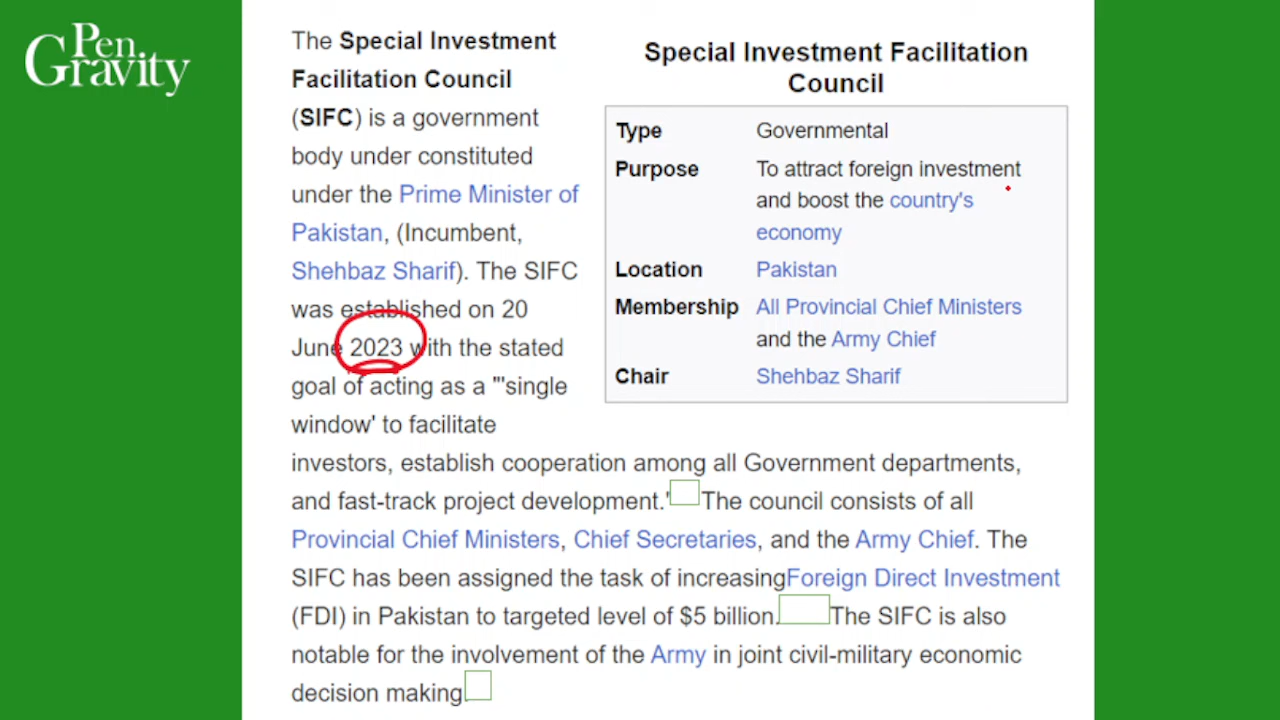 Pen
Gravity
The Special Investment
Facilitation Council
(SIFC) is a government
body under constituted
under the Prime Minister of
Pakistan, (Incumbent,
Shehbaz Sharif). The SIFC
was established on 20
June 2023 with the stated
goal of acting as a "'single
window' to facilitate
investors, establish cooperation among all Government departments,
and fast-track project development.' The council consists of all
Provincial Chief Ministers, Chief Secretaries, and the Army Chief. The
SIFC has been assigned the task of increasingForeign Direct Investment
(FDI) in Pakistan to targeted level of $5 billion. The SIFC is also
notable for the involvement of the Army in joint civil-military economic
decision making.
Special Investment Facilitation
Council
Type Governmental
Purpose To attract foreign investment
and boost the country's
economy
Location Pakistan
Membership All Provincial Chief Ministers
and the Army Chief
Chair Shehbaz Sharif